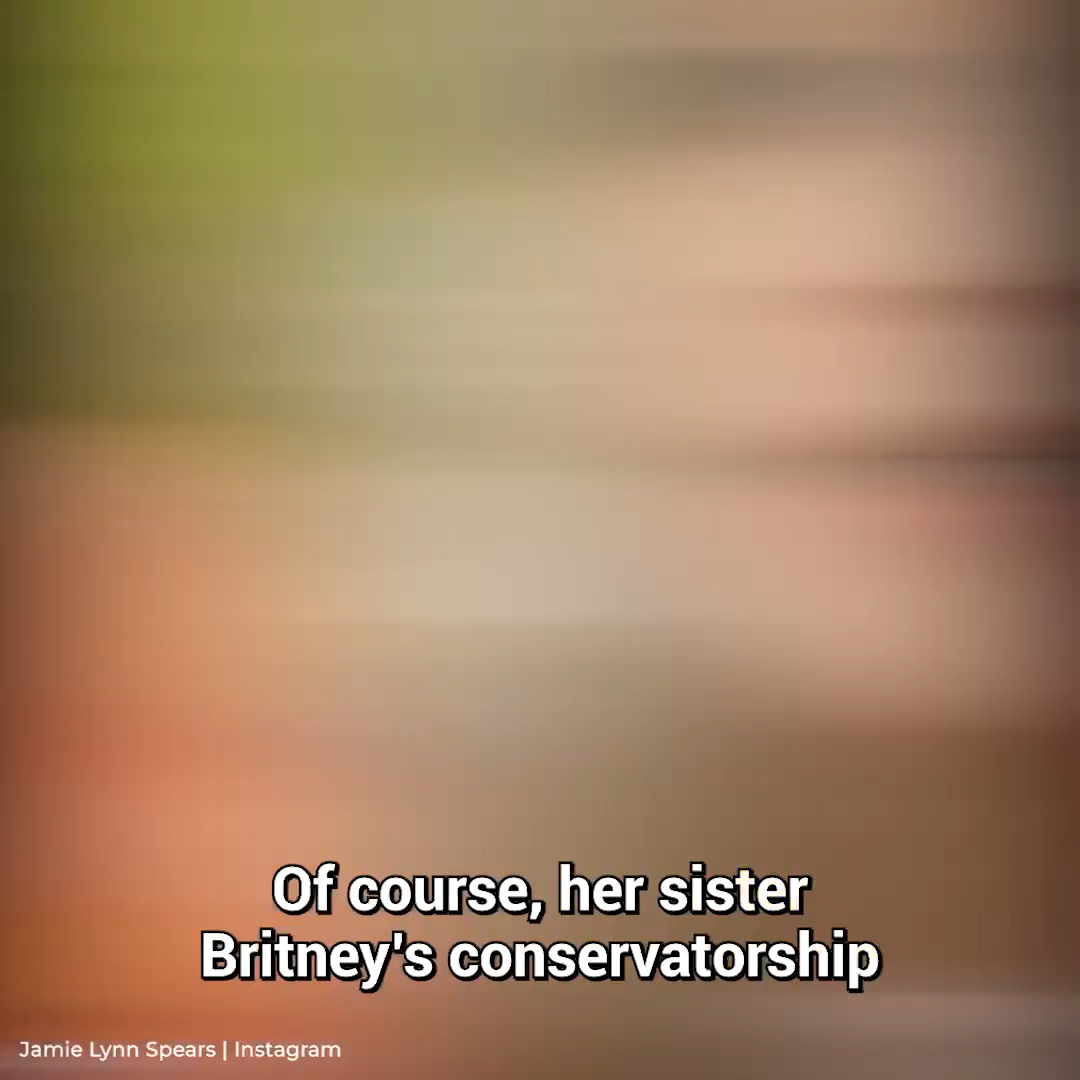 Of course, her sister
Britney's conservatorship
Jamie Lynn Spears | Instagram